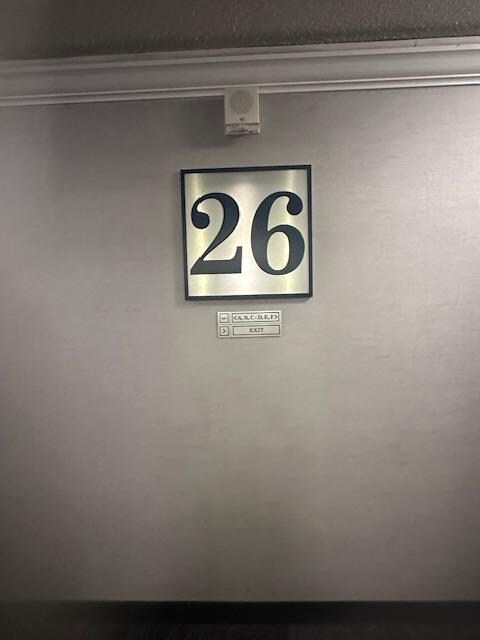 26
<A, B, C-D, E, F>
> EXIT